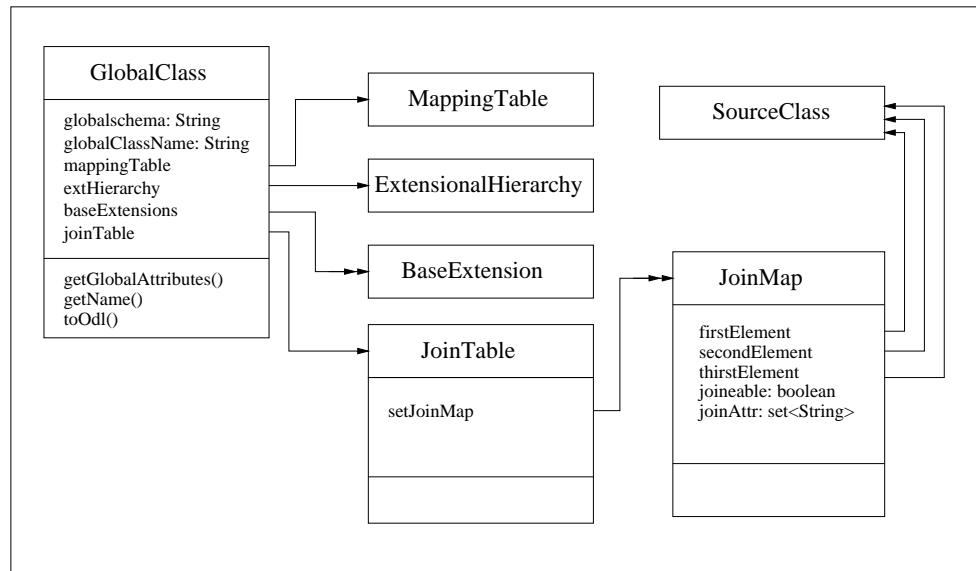 GlobalClass
globalschema: String
globalClassName: String
mappingTable
extHierarchy
baseExtensions
joinTable
getGlobalAttributes()
getName()
toOdl()
MappingTable
ExtensionalHierarchy
BaseExtension
JoinTable
setJoinMap
SourceClass
JoinMap
firstElement
secondElement
thirstElement
joineable: boolean
joinAttr: set<String>